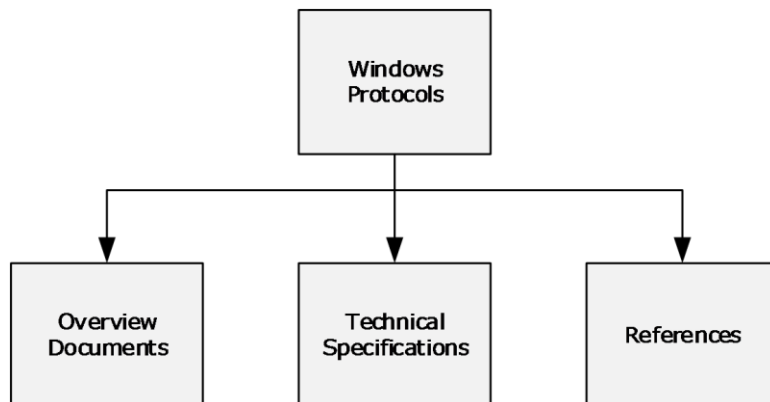 Windows
Protocols
Overview
Documents
Technical
Specifications
References